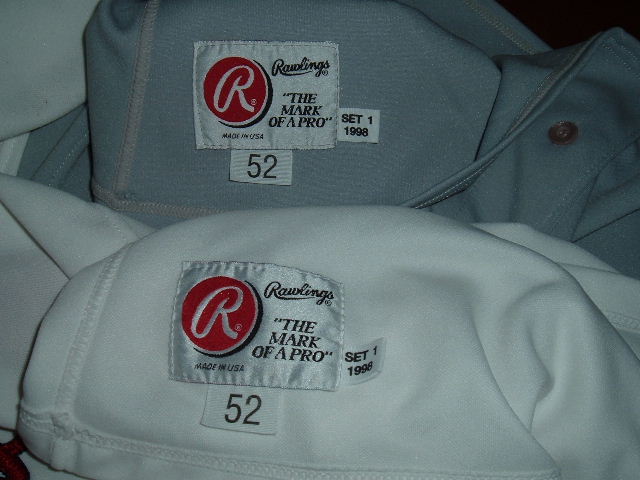 R®
Rawlings®
"THE
MARK
OF A PRO"
MADE IN USA
SET 1
1998
52
R®
Rawlings®
"THE
MARK
OF A PRO"
MADE IN USA
SET 1
1998
52